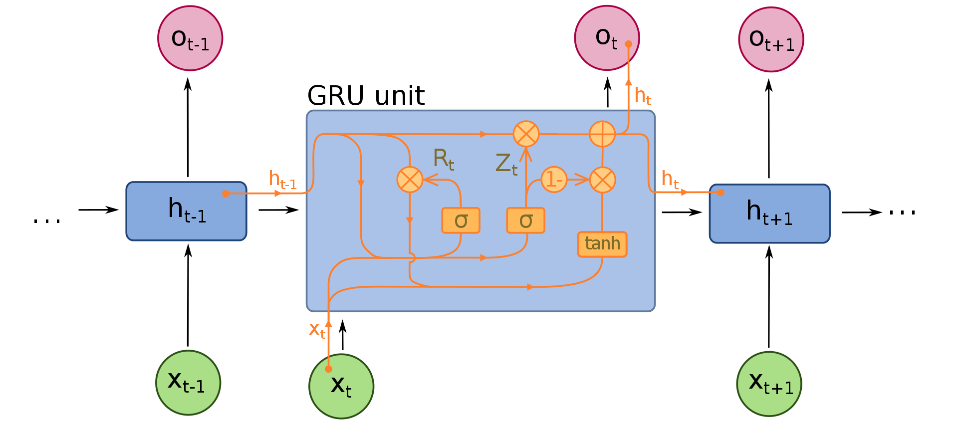 o_t-1
o_t
o_t+1
GRU unit
h_t
R_t
Z_t
h_t-1
1-
h_t
...
h_t-1
σ
σ
h_t+1
...
tanh
x_t
x_t-1
x_t
x_t+1